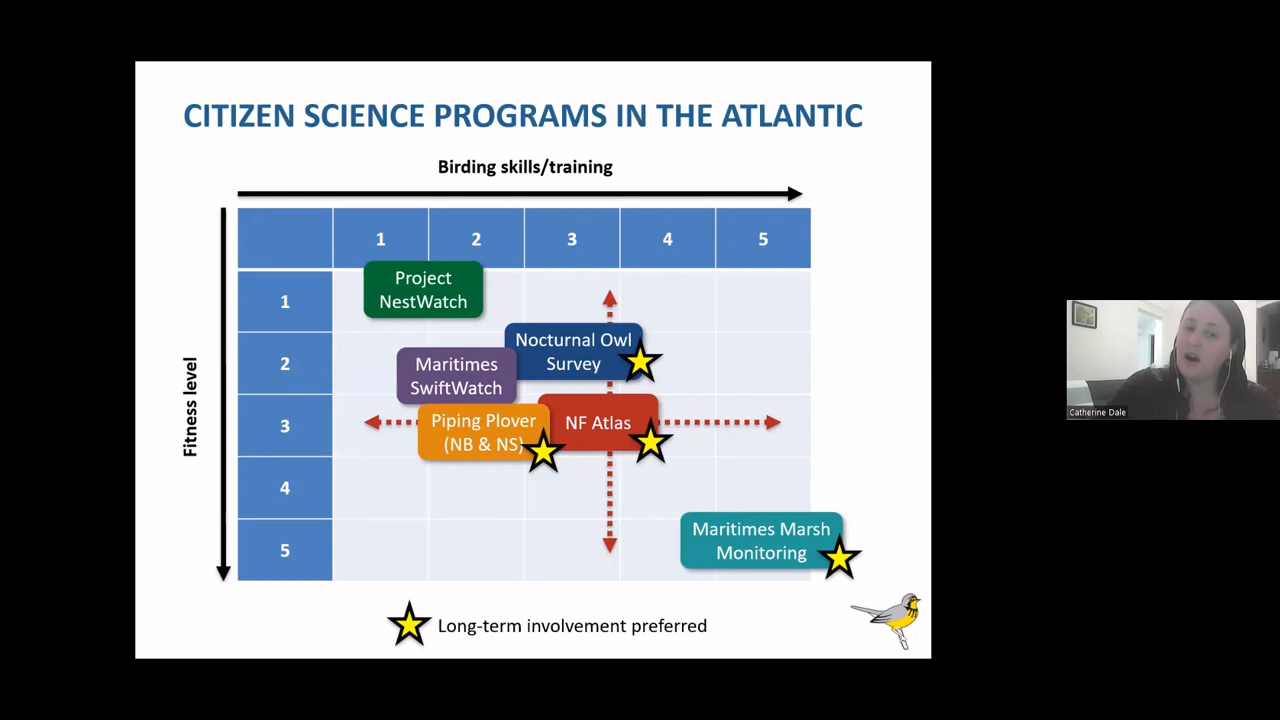 CITIZEN SCIENCE PROGRAMS IN THE ATLANTIC
Birding skills/training
1 2 3 4 5
Fitness level
1
Project
NestWatch
2
Nocturnal Owl
Survey
Maritimes
SwiftWatch
3
Piping Plover
(NB & NS)
NF Atlas
4
5
Maritimes Marsh
Monitoring
Long-term involvement preferred
Catherine Dale